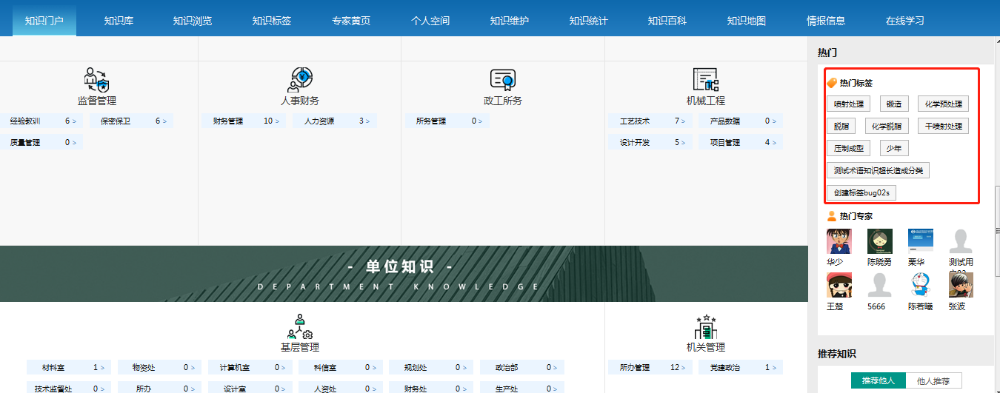 知识门户 知识库 知识浏览 知识标签 专家黄页 个人空间 知识维护 知识统计 知识百科 知识地图 情报信息 在线学习
监督管理 人事财务 政工所务 机械工程
经验教训 6 > 保密保卫 6 > 财务管理 10 > 人力资源 3 > 所务管理 0 > 工艺技术 7 > 产品数据 0 >
质量管理 0 > 设计开发 5 > 项目管理 4 >
- 单位知识 -
DEPARTMENT KNOWLEDGE
基层管理 机关管理
材料室 1 > 物资处 0 > 计算机室 0 > 科信室 0 > 规划处 0 > 政治部 0 > 所办管理 12 > 党建政治 1 >
技术监督处 0 > 所办 0 > 设计室 0 > 人资处 0 > 财务处 0 > 生产处 0 >
热门
热门标签
喷射处理 锻造 化学预处理
脱脂 化学脱脂 干喷射处理
压制成型 少年
测试术语知识超长造成分类
创建标签bug02s
热门专家
华少 陈晓勇 栗华 测试用
王楚 5666 陈若曦 张波
推荐知识
推荐他人 他人推荐